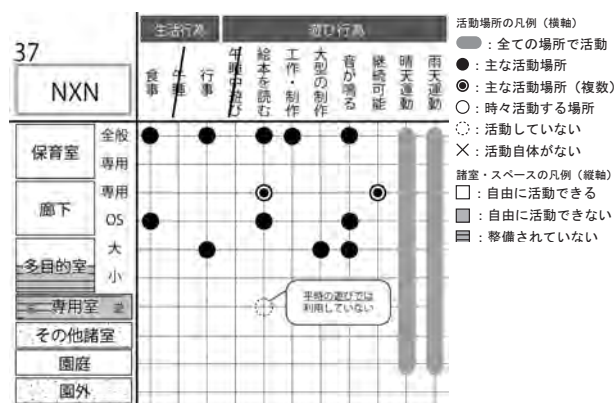 37
NXN
生活行為
遊び行為
食事
午睡
行事
午睡中遊び
絵本を読む
工作・制作
大型の制作
音が鳴る
継続可能
晴天運動
雨天運動
保育室
全般
専用
廊下
専用
OS
多目的室
大
小
専用室
その他諸室
園庭
園外
平時の遊びでは
利用していない
活動場所の凡例（横軸）
：全ての場所で活動
：主な活動場所
：主な活動場所（複数）
：時々活動する場所
：活動していない
：活動自体がない
諸室・スペースの凡例（縦軸）
：自由に活動できる
：自由に活動できない
：整備されていない